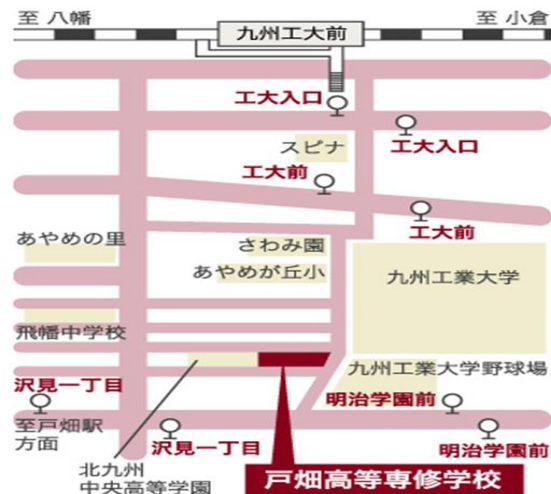 至 八幡
九州工大前
至 小倉
工大入口
工大入口
スピナ
工大前
工大前
あやめの里
さわみ園
あやめが丘小
九州工業大学
飛幡中学校
九州工業大学野球場
沢見一丁目
明治学園前
至戸畑駅
方面
沢見一丁目
明治学園前
北九州
中央高等学園
戸畑高等専修学校